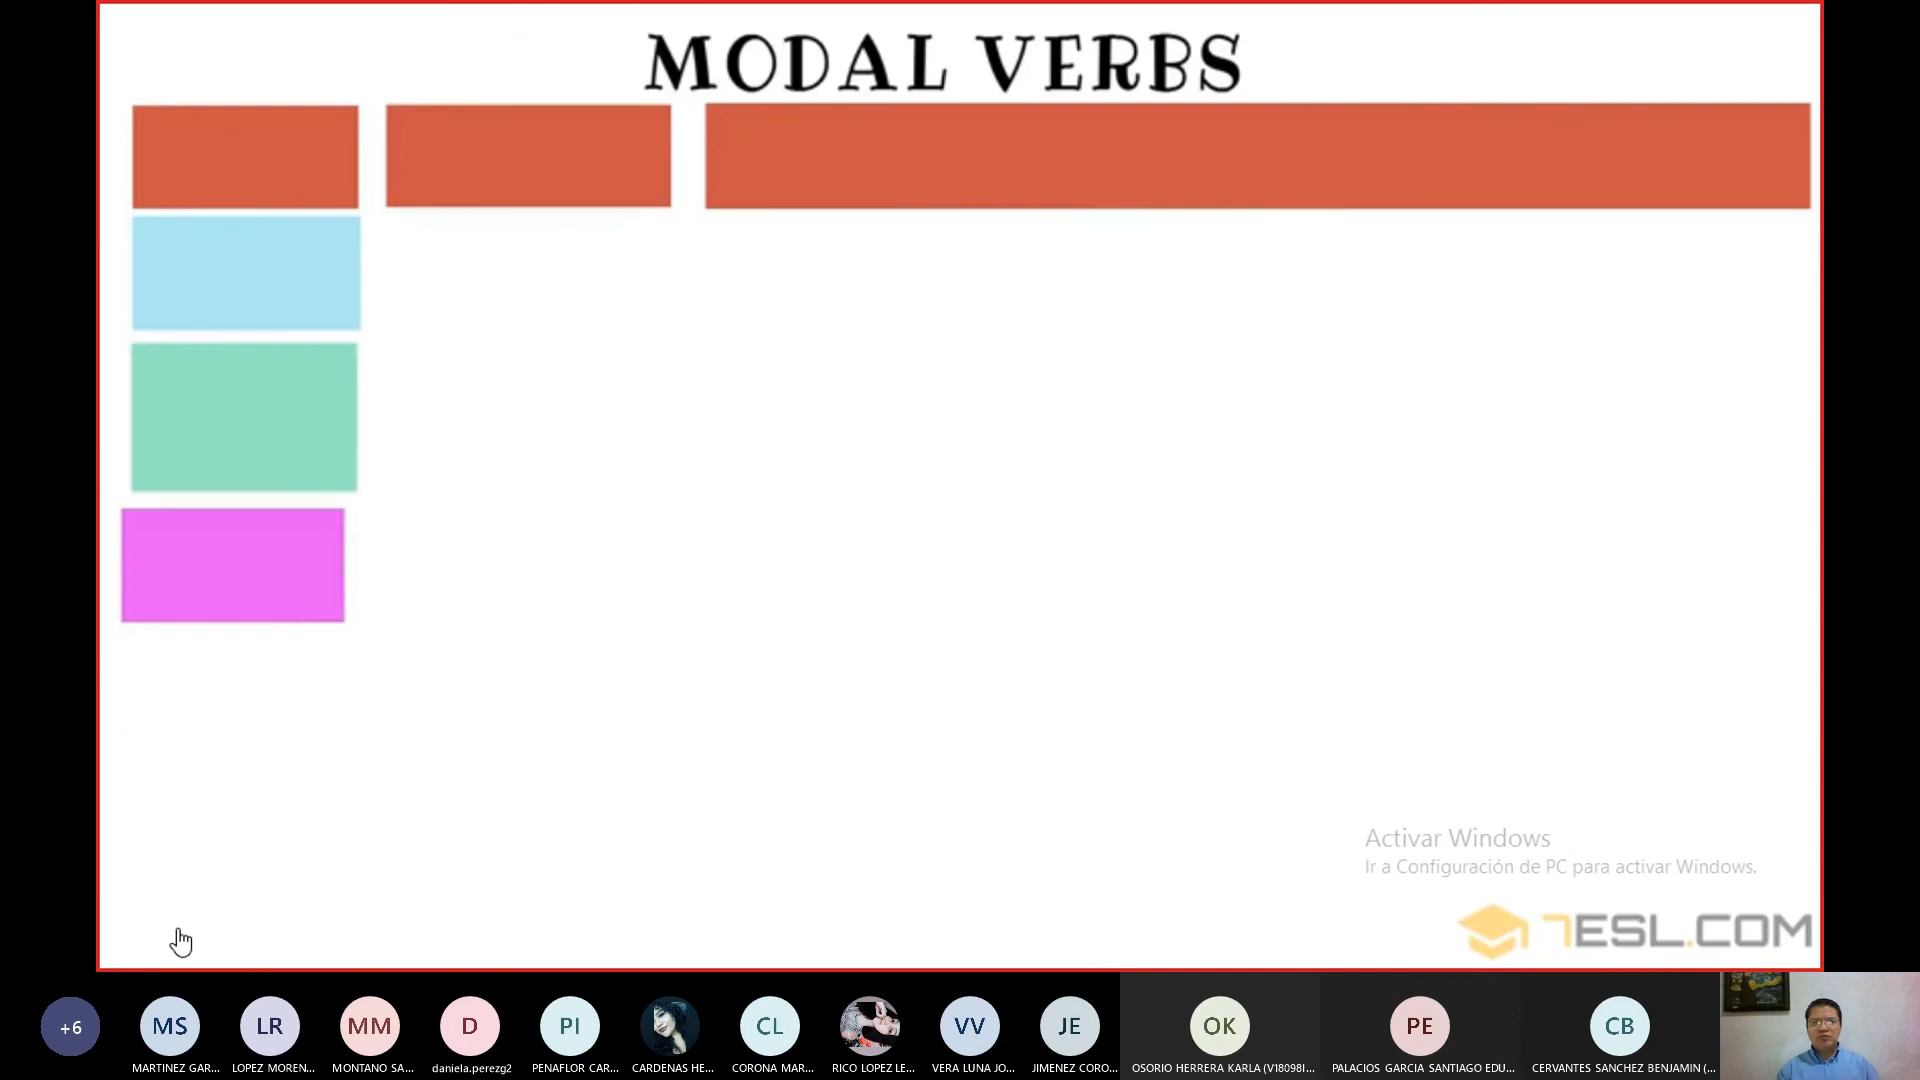 MODAL VERBS
Activar Windows
Ir a Configuración de PC para activar Windows.
7ESL.COM
+6
MS
LR
MM
D
PI
CL
VV
JE
OK
PE
CB
MARTINEZ GAR...
LOPEZ MOREN...
MONTANO SA...
daniela.perezg2
PENAFLOR CAR...
CARDENAS HE...
CORONA MAR...
RICO LOPEZ LE...
VERA LUNA JO...
JIMENEZ CORO...
OSORIO HERRERA KARLA (V18098I...
PALACIOS GARCIA SANTIAGO EDU...
CERVANTES SANCHEZ BENJAMIN (...